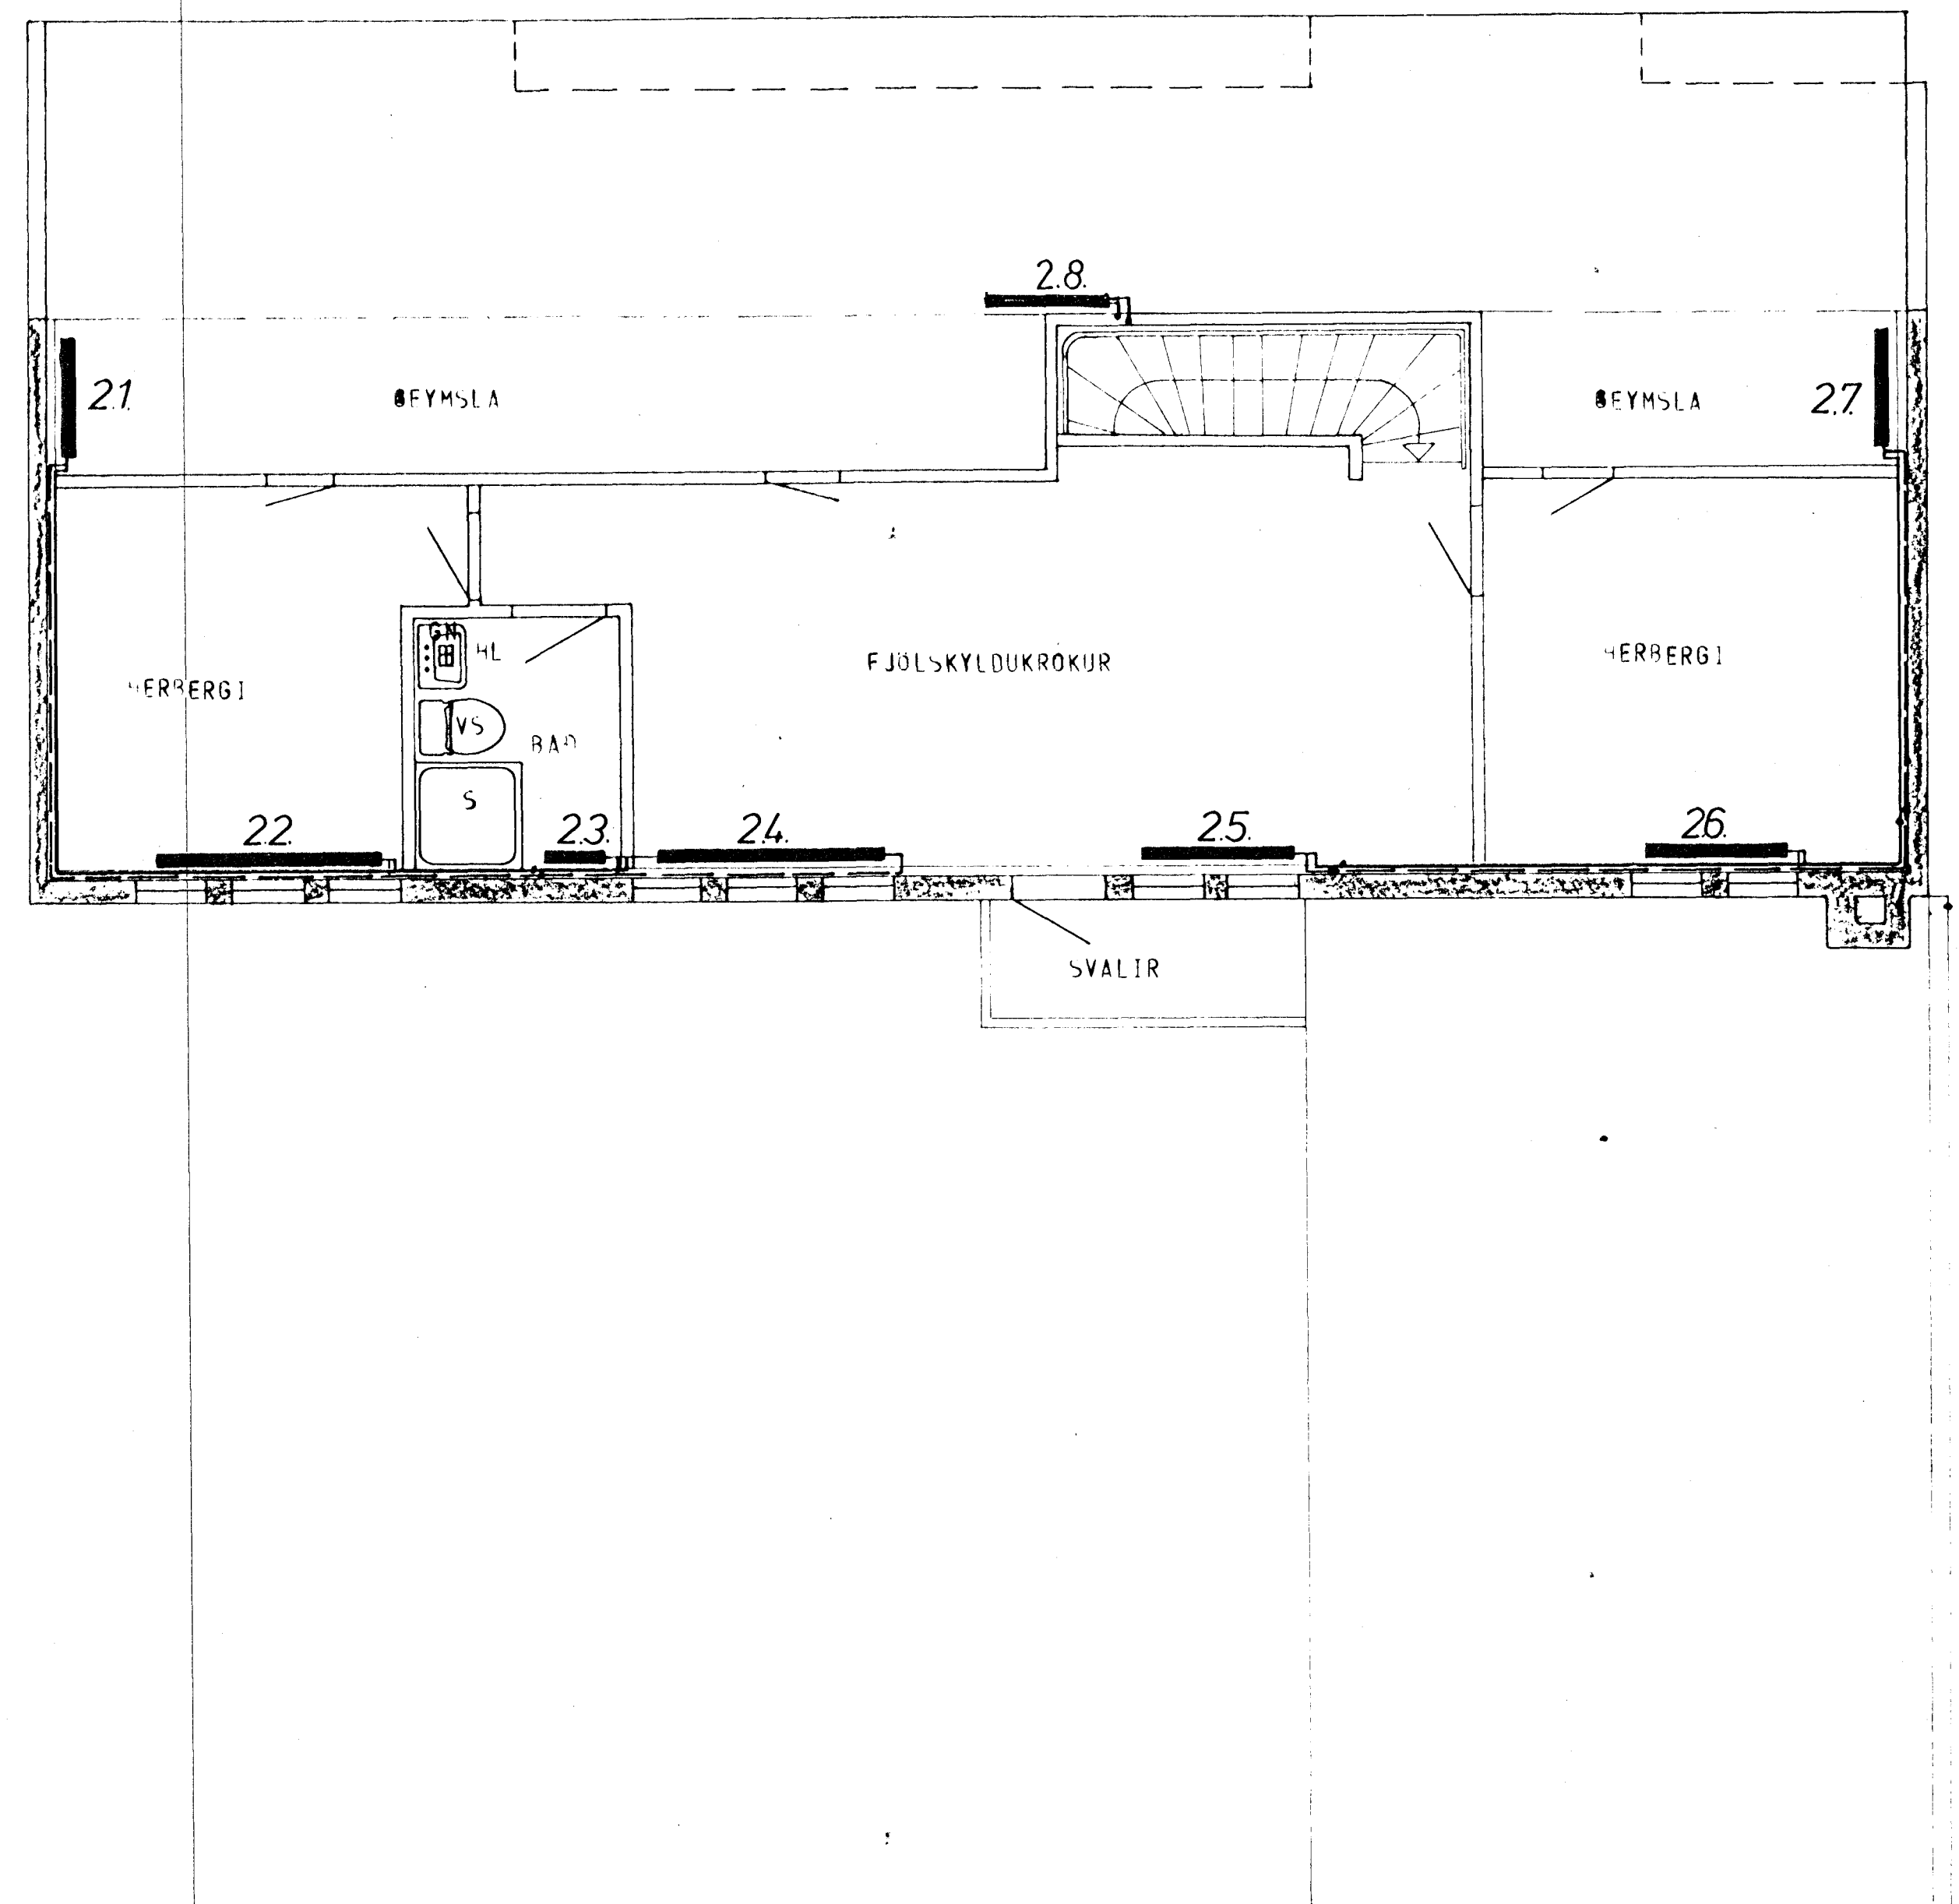 2.8.
2.1.
GEYMSLA
GEYMSLA
2.7.
GN
HL
HERBERGI
VS
BAÐ
S
FJÖLSKYLDUKRÓKUR
HERBERGI
2.2.
2.3.
2.4.
2.5.
2.6.
SVALIR